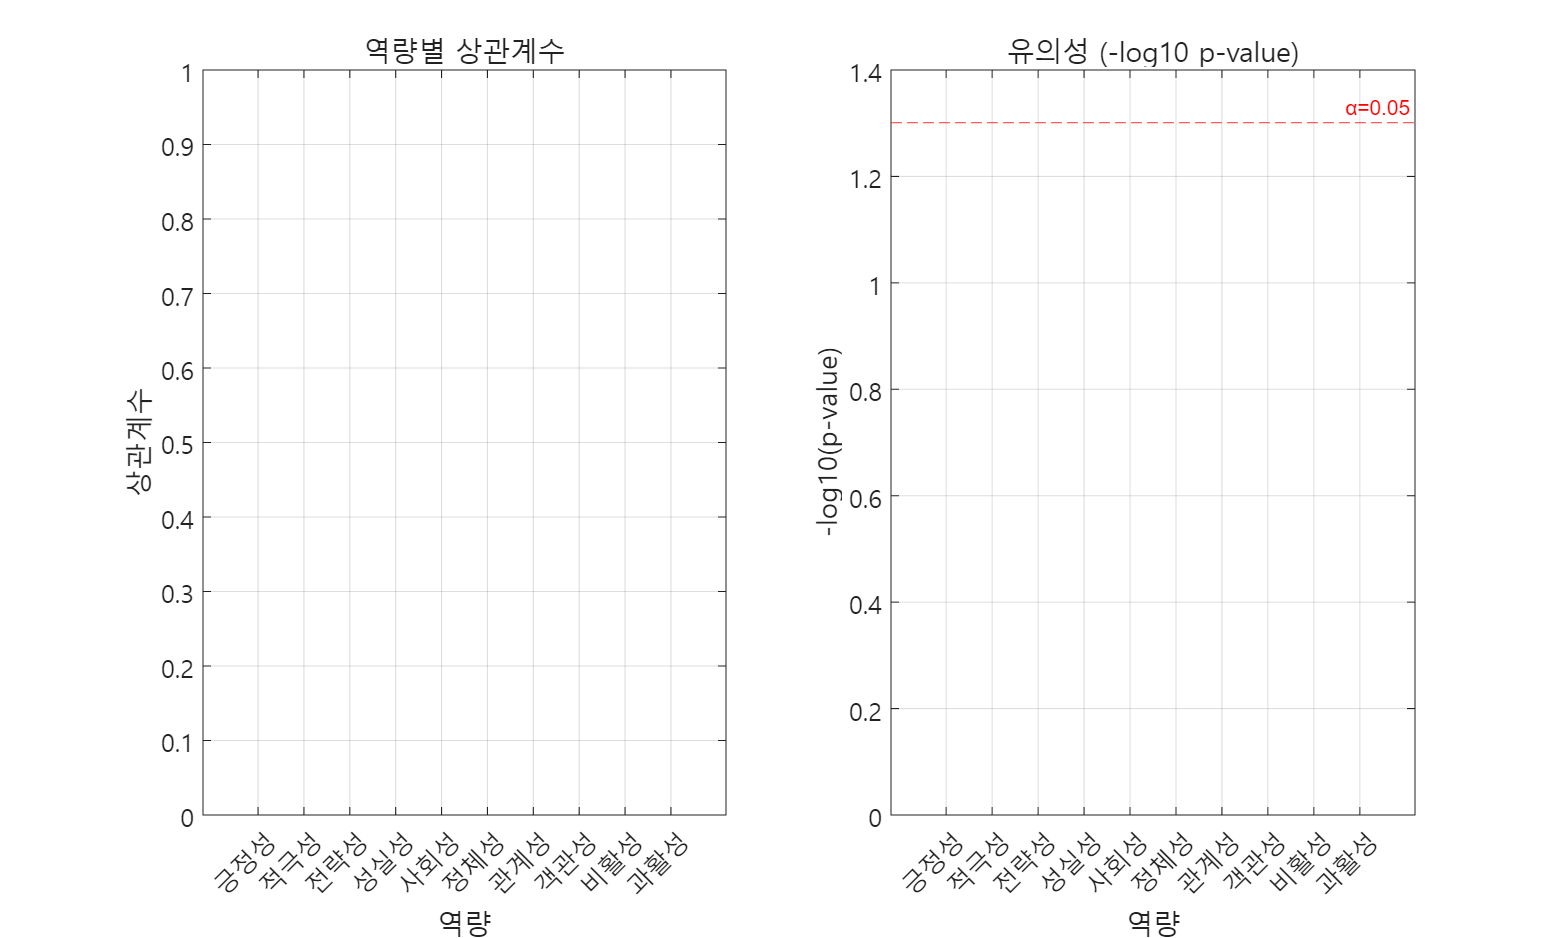 역량별 상관계수
1
0.9
0.8
0.7
0.6
0.5
0.4
0.3
0.2
0.1
0
상관계수
긍정성
적극성
전략성
성실성
사회성
정체성
관계성
객관성
비활성
과활성
역량
유의성 (-log10 p-value)
1.4
1.2
1
0.8
0.6
0.4
0.2
0
-log10(p-value)
α=0.05
긍정성
적극성
전략성
성실성
사회성
정체성
관계성
객관성
비활성
과활성
역량